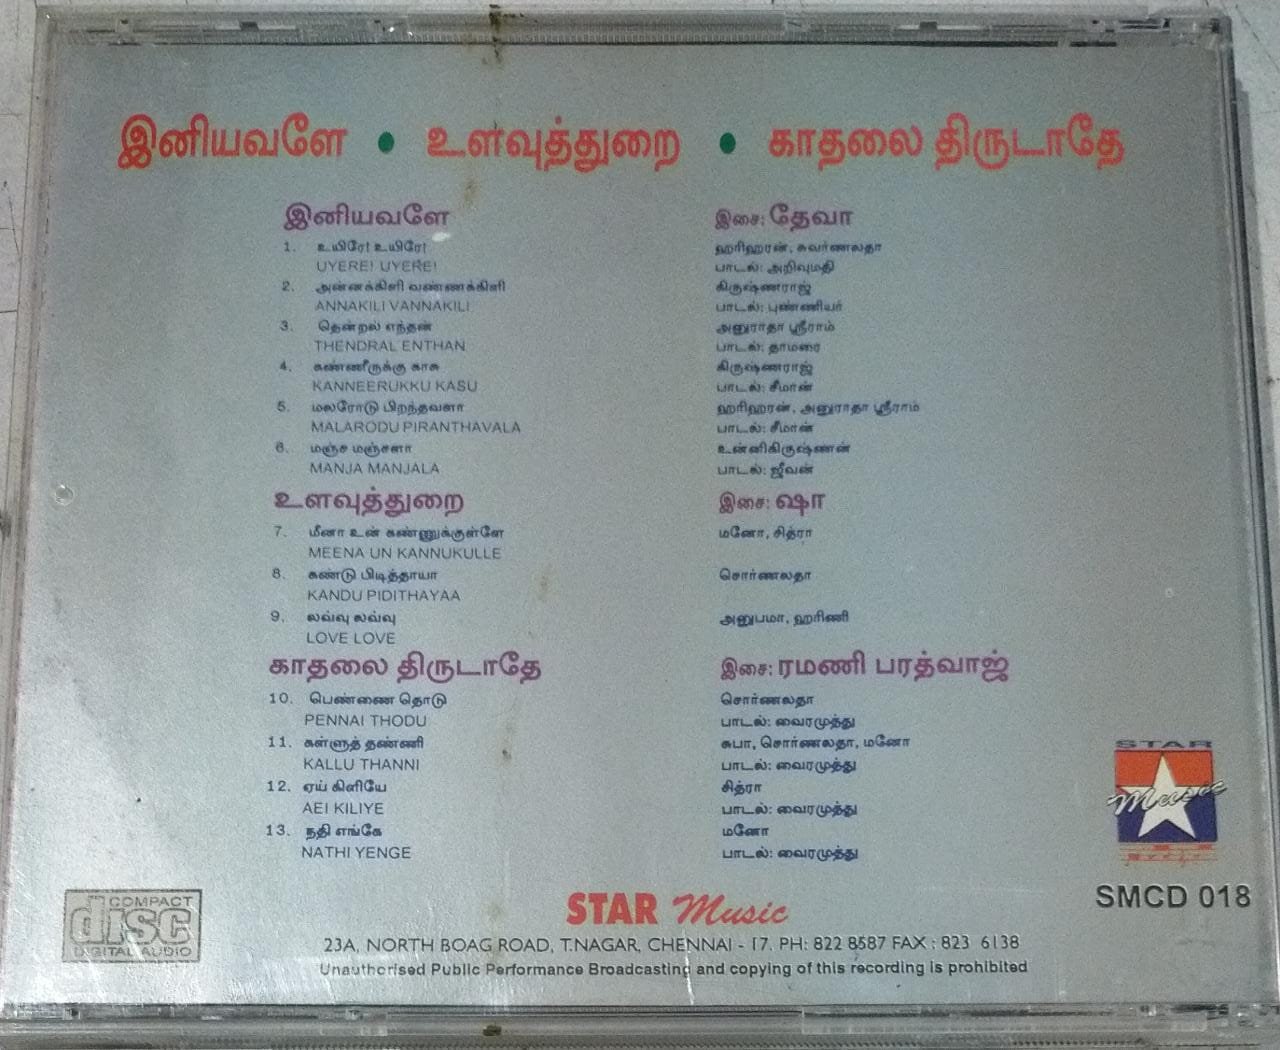 இனியவளே • உளவுத்துறை • காதலை திருடாதே
இனியவளே இசை: தேவா
1. உயிரே! உயிரே! ஹரிஹரன், சுவர்ணலதா
UYERE! UYERE! பாடல்: அறிவுமதி
2. அன்னக்கிளி வண்ணக்கிளி கிருஷ்ணராஜ்
ANNAKILI VANNAKILI பாடல்: புண்ணியர்
3. தென்றல் எந்தன் அனுராதா ஸ்ரீராம்
THENDRAL ENTHAN பாடல்: தாமரை
4. கண்ணீருக்கு காசு கிருஷ்ணராஜ்
KANNEERUKKU KASU பாடல்: சீமான்
5. மலரோடு பிறந்தவளா ஹரிஹரன், அனுராதா ஸ்ரீராம்
MALARODU PIRANTHAVALA பாடல்: சீமான்
6. மஞ்ச மஞ்சளா உன்னிகிருஷ்ணன்
MANJA MANJALA பாடல்: ஜீவன்
உளவுத்துறை இசை: ஷா
7. மீனா உன் கண்ணுக்குள்ளே மனோ, சித்ரா
MEENA UN KANNUKULLE
8. கண்டு பிடித்தாயா சொர்ணலதா
KANDU PIDITHAYAA
9. லவ்வு லவ்வு அனுபமா, ஹரிணி
LOVE LOVE
காதலை திருடாதே இசை: ரமணி பரத்வாஜ்
10. பெண்ணை தொடு சொர்ணலதா
PENNAI THODU பாடல்: வைரமுத்து
11. கள்ளுத் தண்ணி சுபா, சொர்ணலதா, மனோ
KALLU THANNI பாடல்: வைரமுத்து
12. ஏய் கிளியே சித்ரா
AEI KILIYE பாடல்: வைரமுத்து
13. நதி எங்கே மனோ
NATHI YENGE பாடல்: வைரமுத்து
STAR
Music
SMCD 018
COMPACT
disc
DIGITAL AUDIO
STAR Music
23A, NORTH BOAG ROAD, T.NAGAR, CHENNAI - 17. PH: 822 8587 FAX : 823 6138
Unauthorised Public Performance Broadcasting and copying of this recording is prohibited